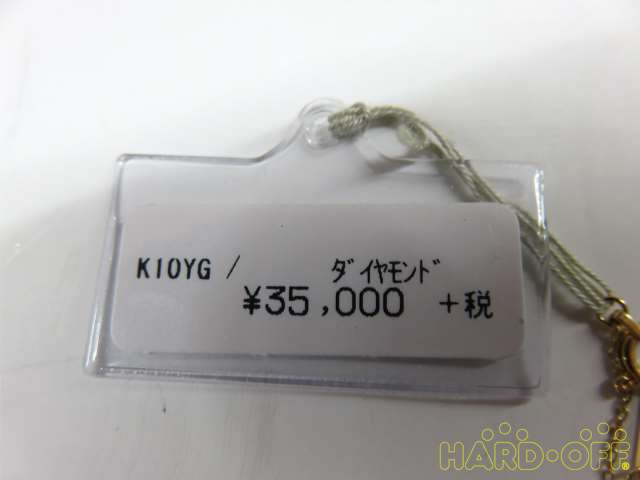 K10YG / ﾀﾞｲﾔﾓﾝﾄﾞ
¥35,000 +税
HARD·OFF®